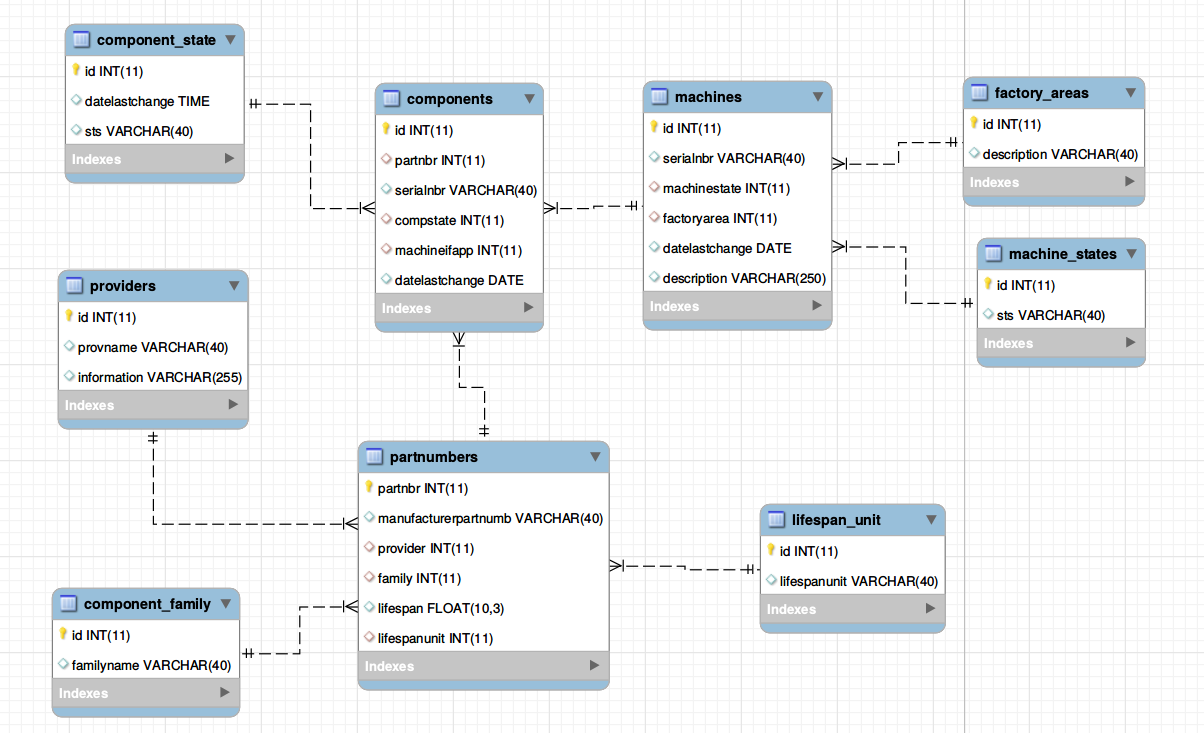 component_state
id INT(11)
datelastchange TIME
sts VARCHAR(40)
Indexes
components
id INT(11)
partnbr INT(11)
serialnbr VARCHAR(40)
compstate INT(11)
machineifapp INT(11)
datelastchange DATE
Indexes
machines
id INT(11)
serialnbr VARCHAR(40)
machinestate INT(11)
factoryarea INT(11)
datelastchange DATE
description VARCHAR(250)
Indexes
factory_areas
id INT(11)
description VARCHAR(40)
Indexes
machine_states
id INT(11)
sts VARCHAR(40)
Indexes
providers
id INT(11)
provname VARCHAR(40)
information VARCHAR(255)
Indexes
partnumbers
partnbr INT(11)
manufacturerpartnumb VARCHAR(40)
provider INT(11)
family INT(11)
lifespan FLOAT(10,3)
lifespanunit INT(11)
Indexes
lifespan_unit
id INT(11)
lifespanunit VARCHAR(40)
Indexes
component_family
id INT(11)
familyname VARCHAR(40)
Indexes